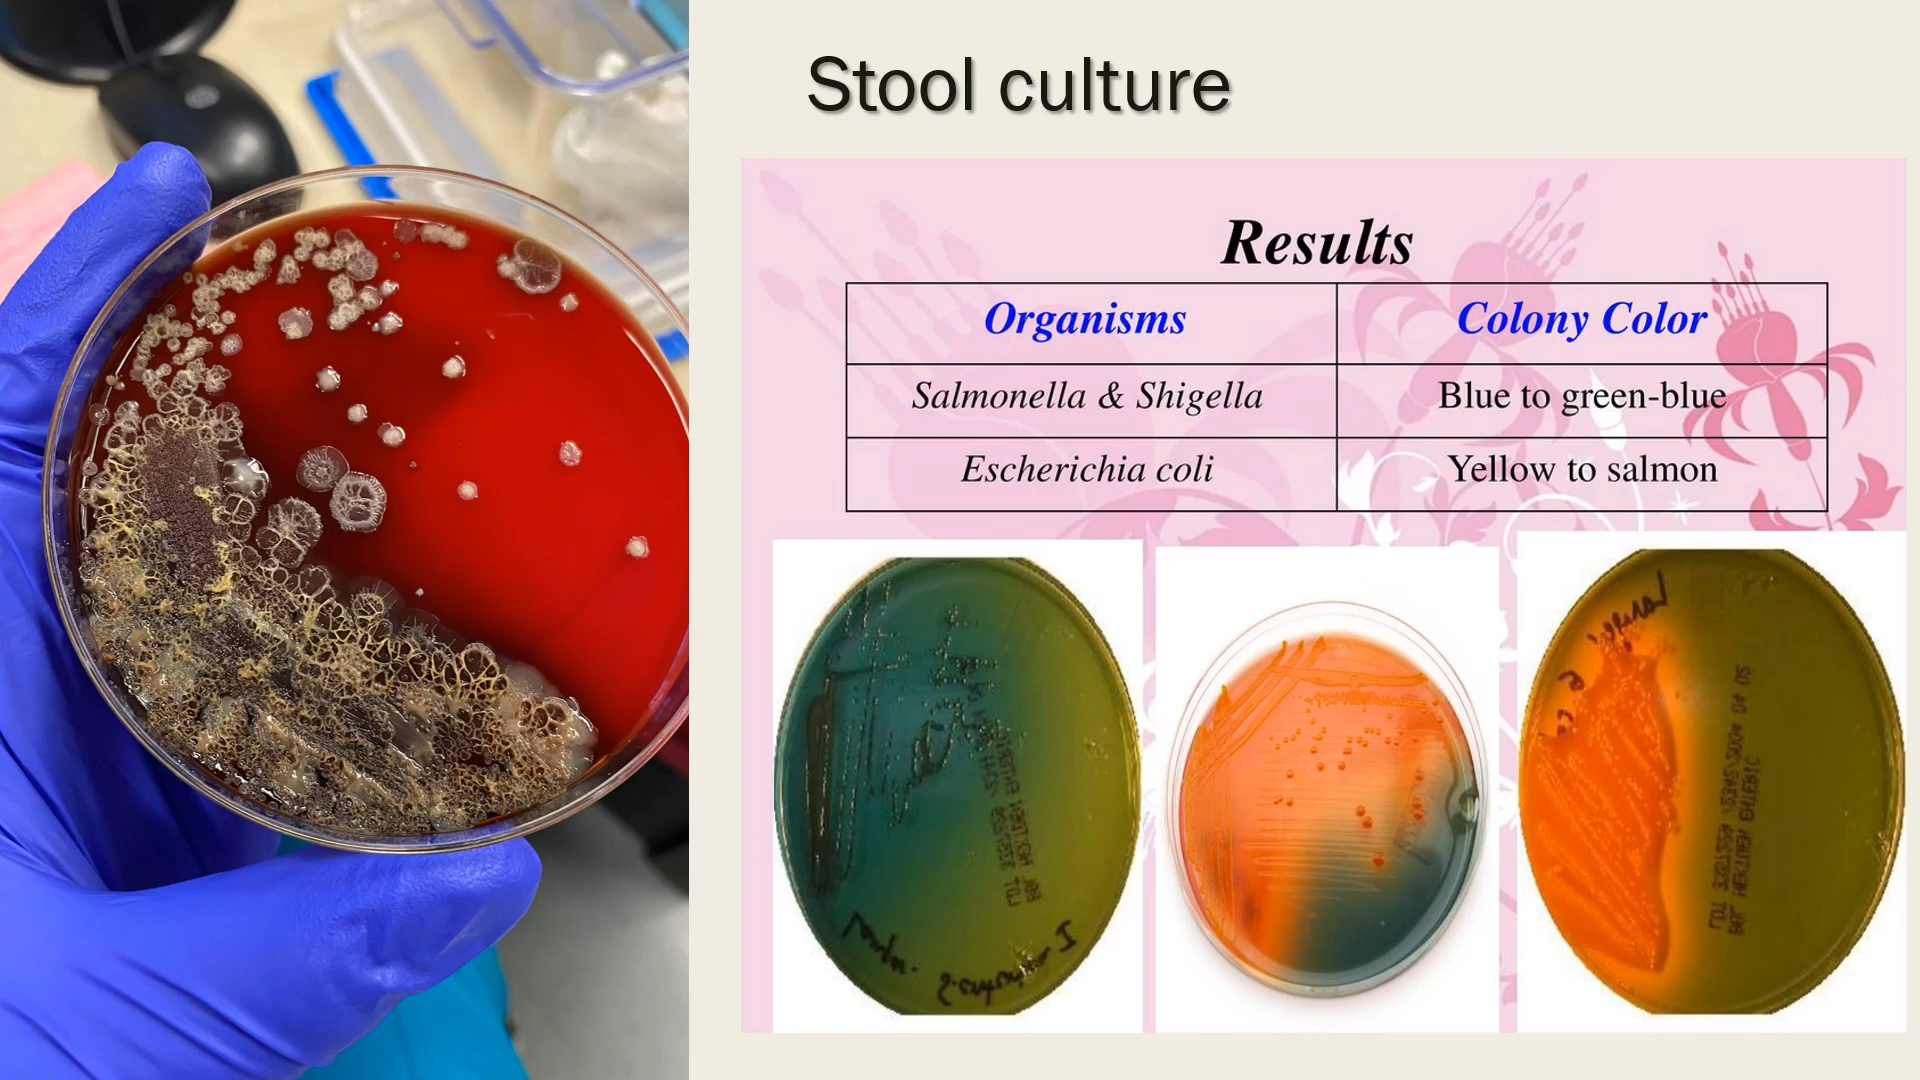 Stool culture
Results
Organisms
Colony Color
Salmonella & Shigella
Blue to green-blue
Escherichia coli
Yellow to salmon